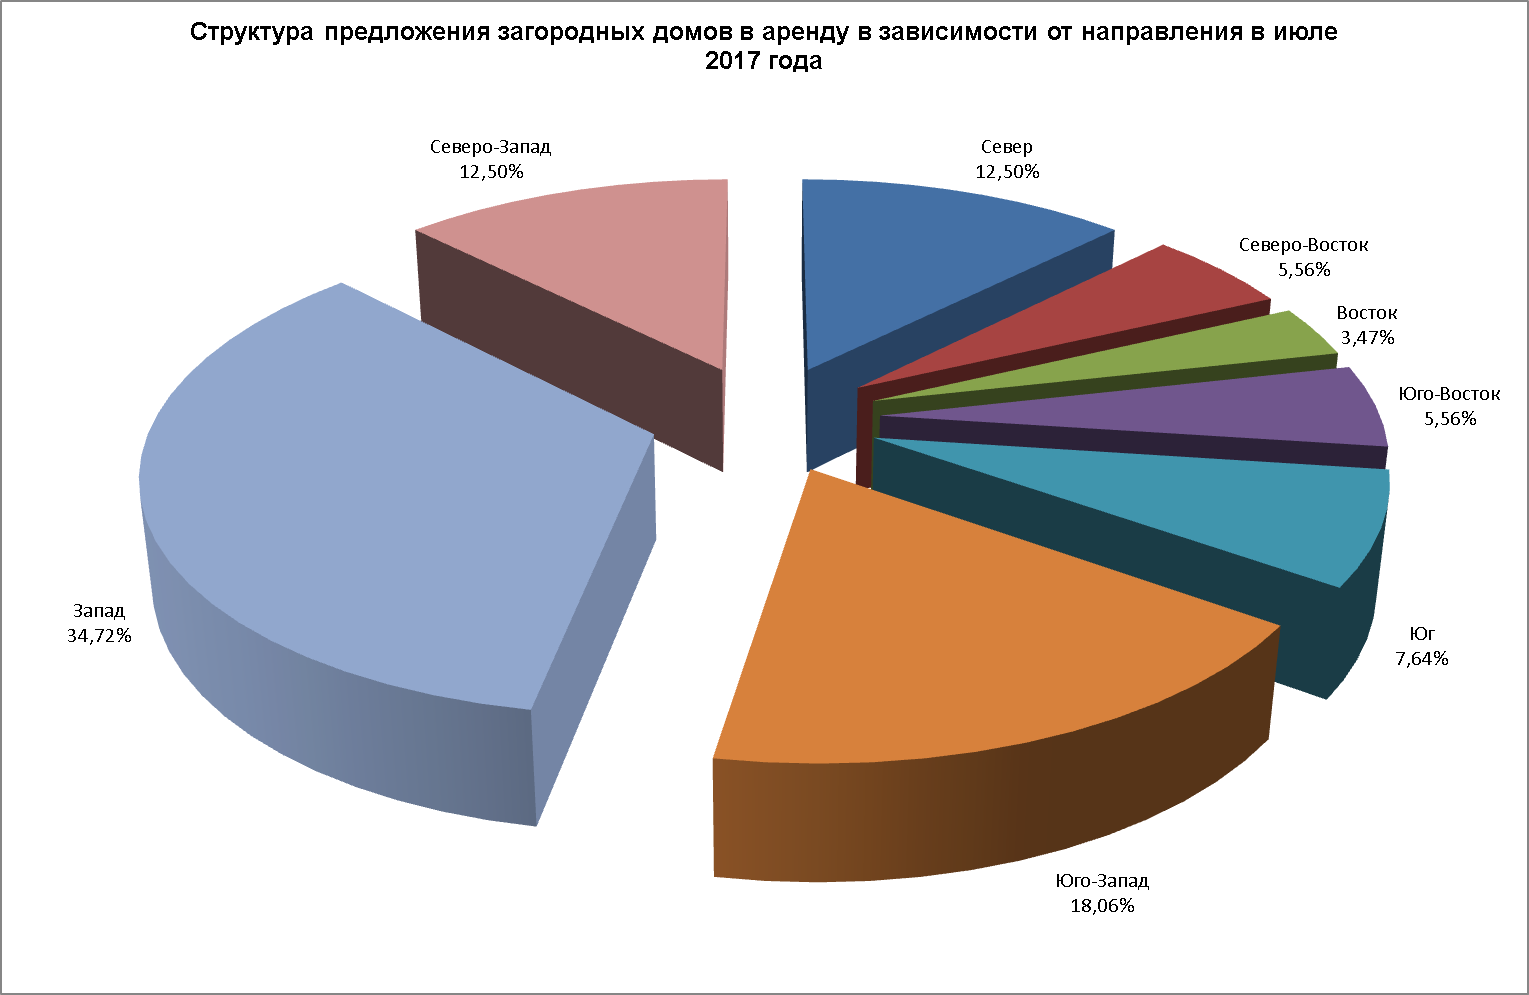 Структура предложения загородных домов в аренду в зависимости от направления в июле
2017 года
Северо-Запад
12,50%
Север
12,50%
Северо-Восток
5,56%
Восток
3,47%
Юго-Восток
5,56%
Запад
34,72%
Юг
7,64%
Юго-Запад
18,06%